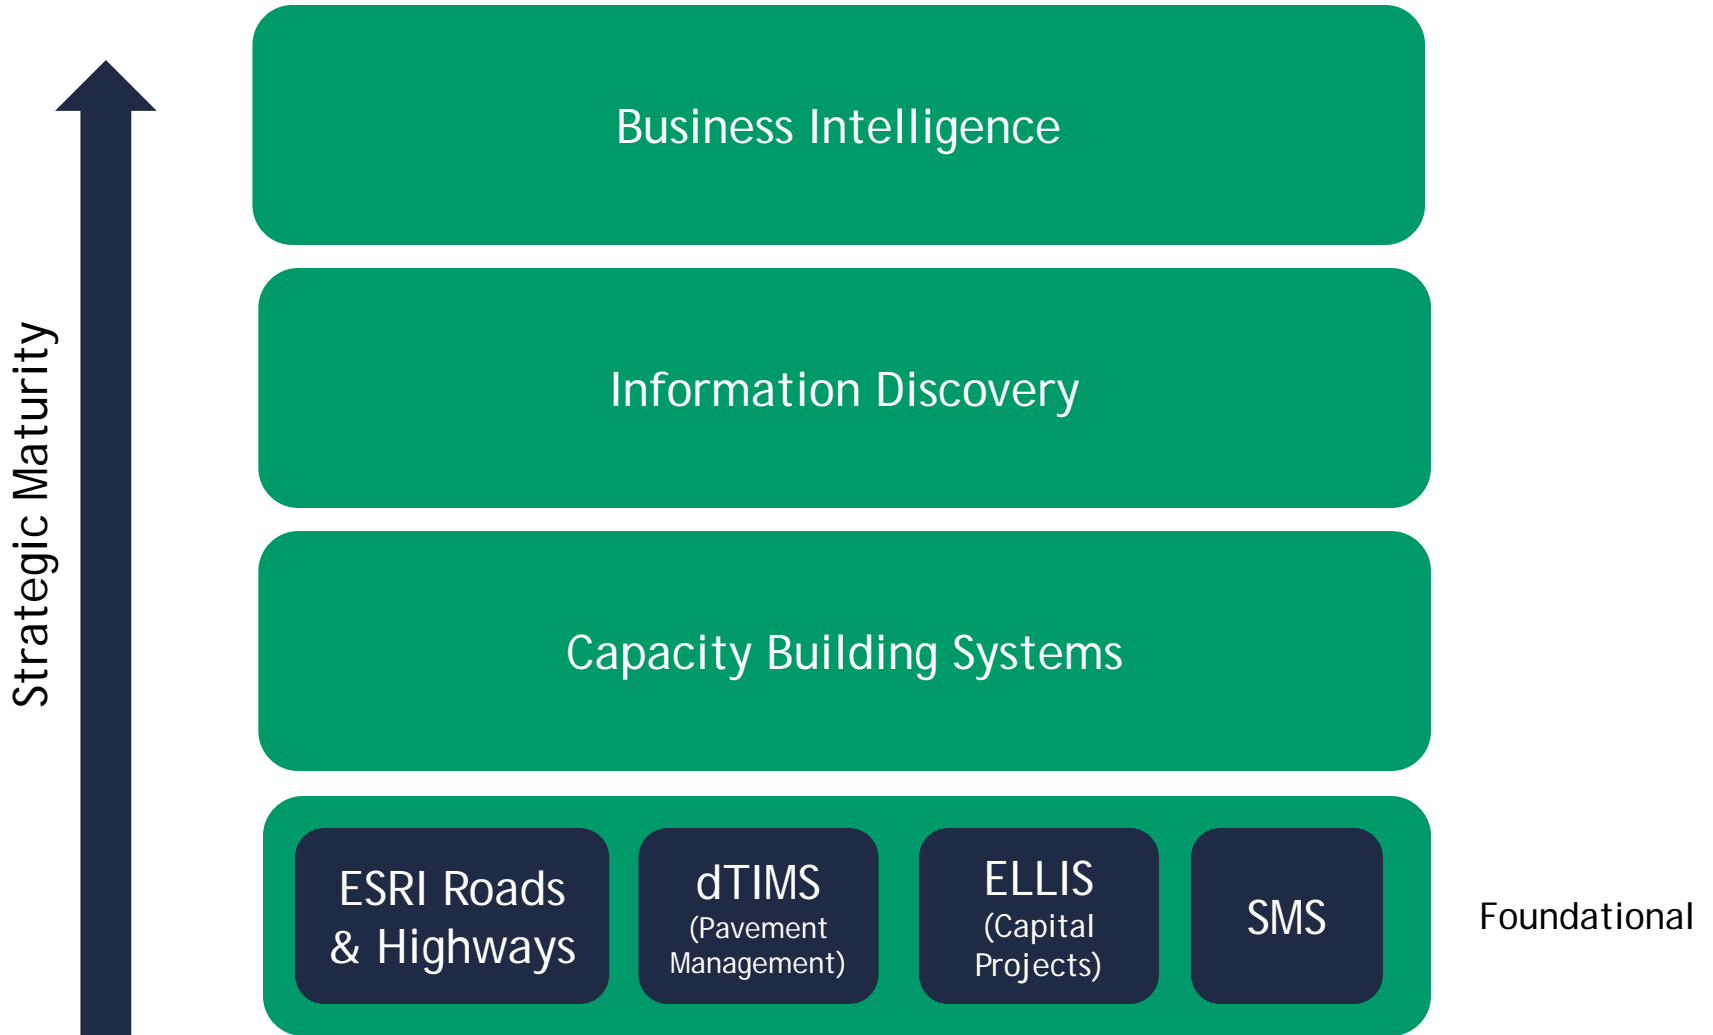 Strategic Maturity
Business Intelligence
Information Discovery
Capacity Building Systems
ESRI Roads
& Highways
dTIMS
(Pavement
Management)
ELLIS
(Capital
Projects)
SMS
Foundational